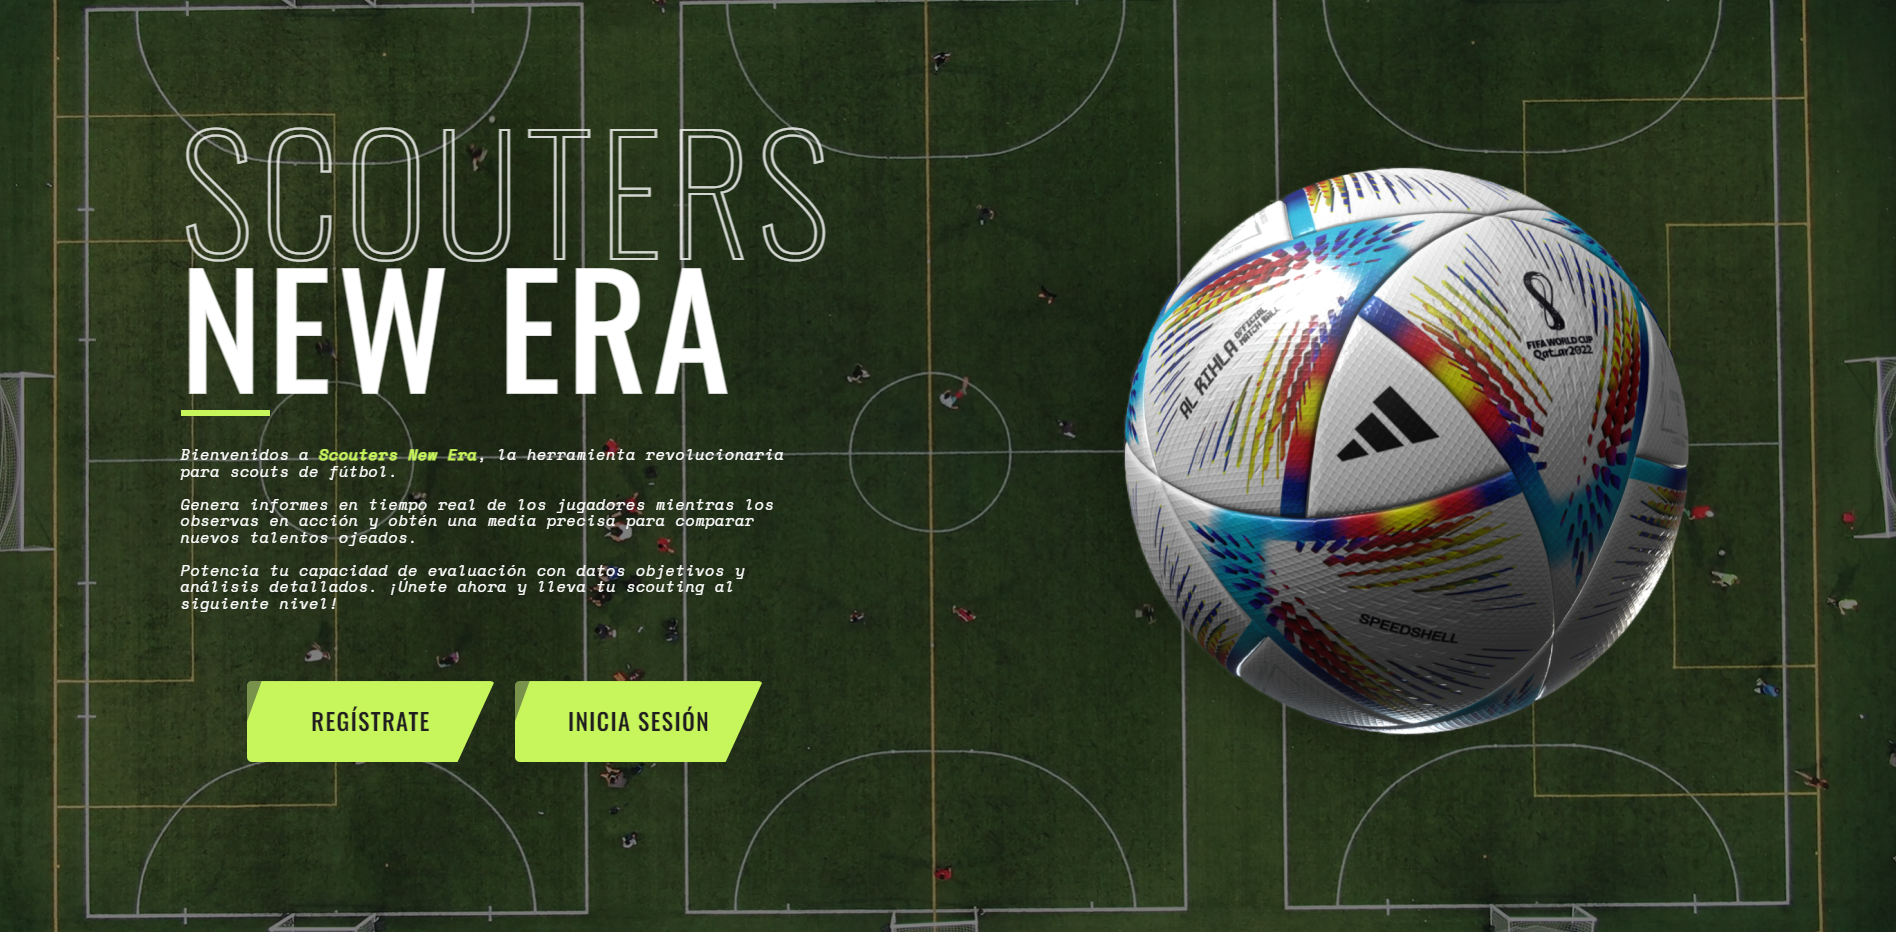 SCOUTERS
NEW ERA
Bienvenidos a Scouters New Era, la herramienta revolucionaria
para scouts de fútbol.
Genera informes en tiempo real de los jugadores mientras los
observas en acción y obtén una media precisa para comparar
nuevos talentos ojeados.
Potencia tu capacidad de evaluación con datos objetivos y
análisis detallados. ¡Únete ahora y lleva tu scouting al
siguiente nivel!
REGÍSTRATE
INICIA SESIÓN
AL RIHLA
OFFICIAL
MATCH BALL
FIFA WORLD CUP
Qatar2022
SPEEDSHELL